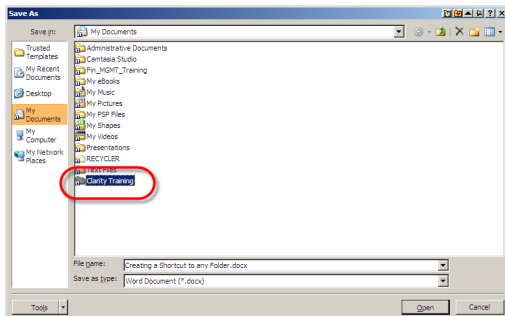 Save As
Save in:
My Documents
Trusted
Templates
My Recent
Documents
Desktop
My
Documents
My
Computer
My Network
Places
Administrative Documents
Camtasia Studio
Fin_MGMT_Training
My eBooks
My Music
My Pictures
My PSP Files
My Shapes
My Videos
Presentations
RECYCLER
Text Files
Clarity Training
File name:
Creating a Shortcut to any Folder.docx
Save as type:
Word Document (*.docx)
Tools
Open
Cancel